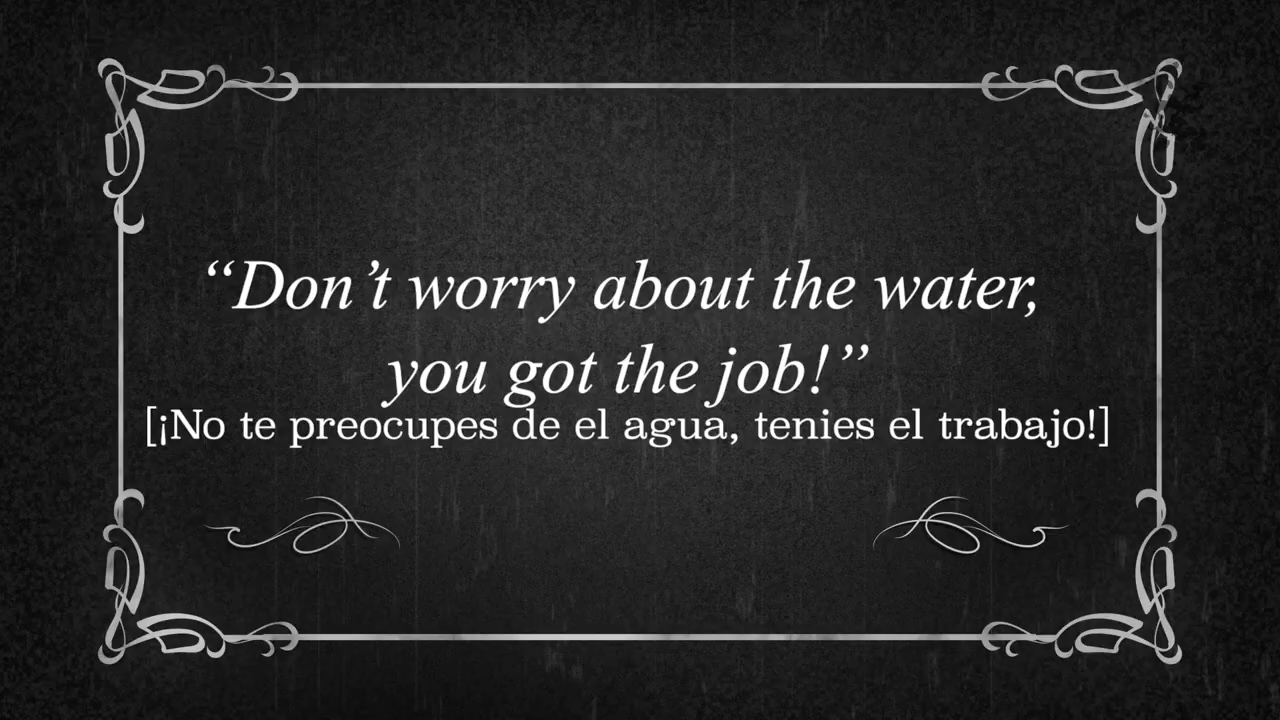 “Don’t worry about the water,
you got the job!”
[¡No te preocupes de el agua, tenies el trabajo!]